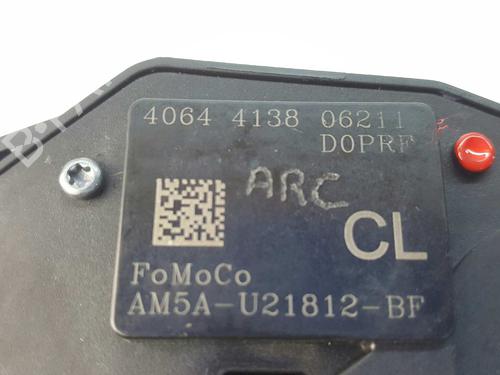 4064 4138 06211
D0PRF
ARC
CL
FoMoCo
AM5A-U21812-BF